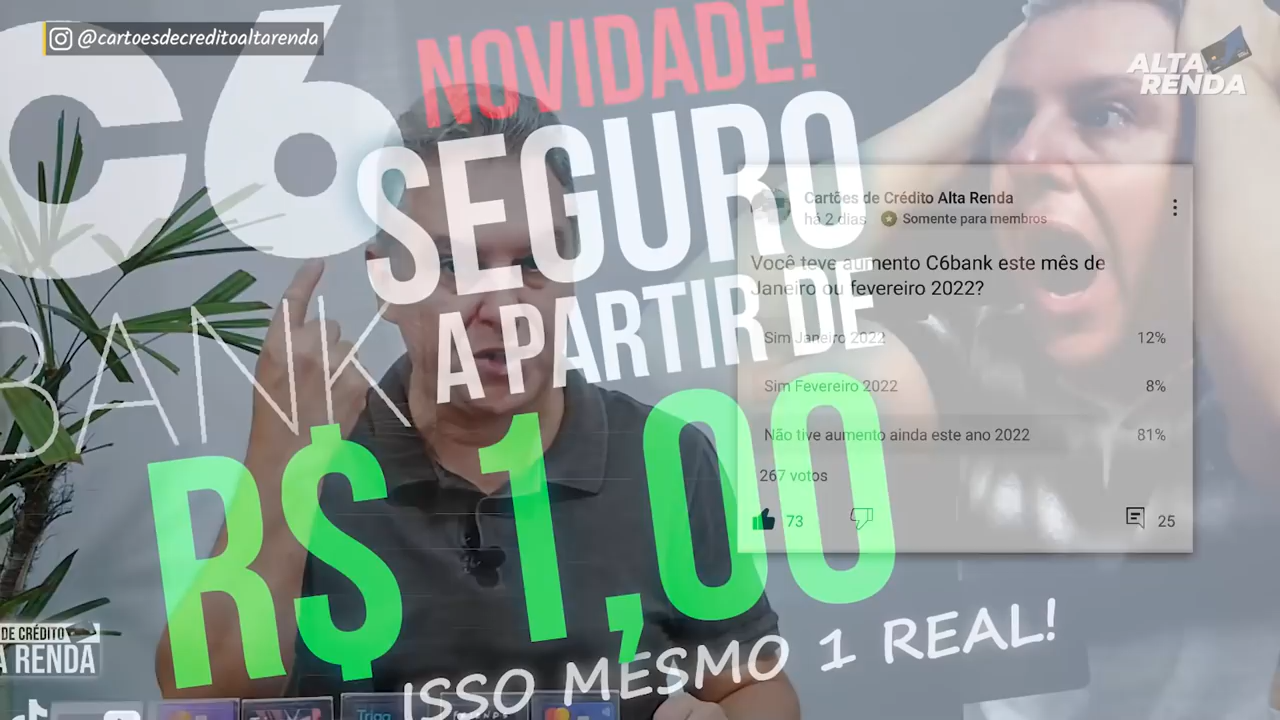 @cartoesdecreditoaltarenda
ALTA
RENDA
C6
BANK
NOVIDADE!
SEGURO
A PARTIR DE
R$ 1,00
ISSO MESMO 1 REAL!
Cartões de Crédito Alta Renda
há 2 dias Somente para membros
Você teve aumento C6bank este mês de
Janeiro ou fevereiro 2022?
Sim Janeiro 2022 12%
Sim Fevereiro 2022 8%
Não tive aumento ainda este ano 2022 81%
267 votos
73 25
DE CRÉDITO
A RENDA